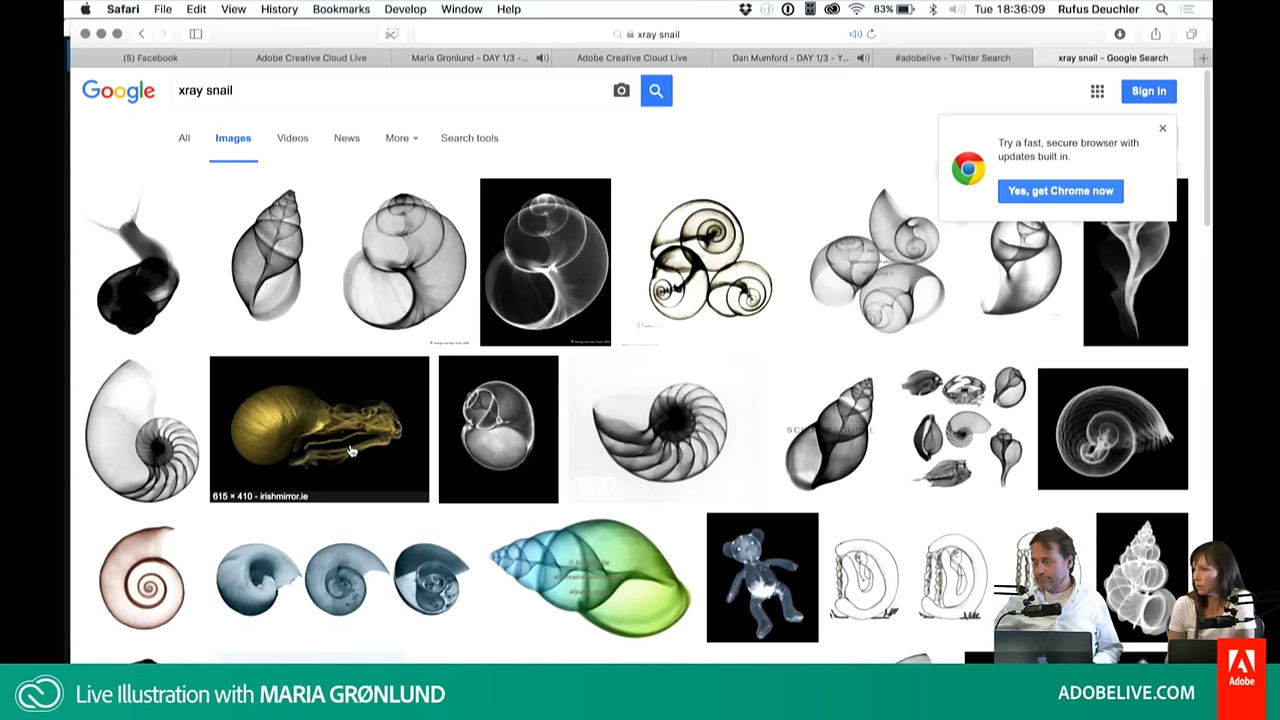 Safari File Edit View History Bookmarks Develop Window Help 83% Tue 18:36:09 Rufus Deuchler
xray snail
(5) Facebook Adobe Creative Cloud Live Maria Gronlund - DAY 1/3 -... Adobe Creative Cloud Live Dan Mumford - DAY 1/3 - Y... #adobelive - Twitter Search xray snail - Google Search
Google xray snail Sign in
All Images Videos News More Search tools
Try a fast, secure browser with
updates built in.
Yes, get Chrome now
615 × 410 - irishmirror.ie
Live Illustration with MARIA GRØNLUND ADOBELIVE.COM
Adobe